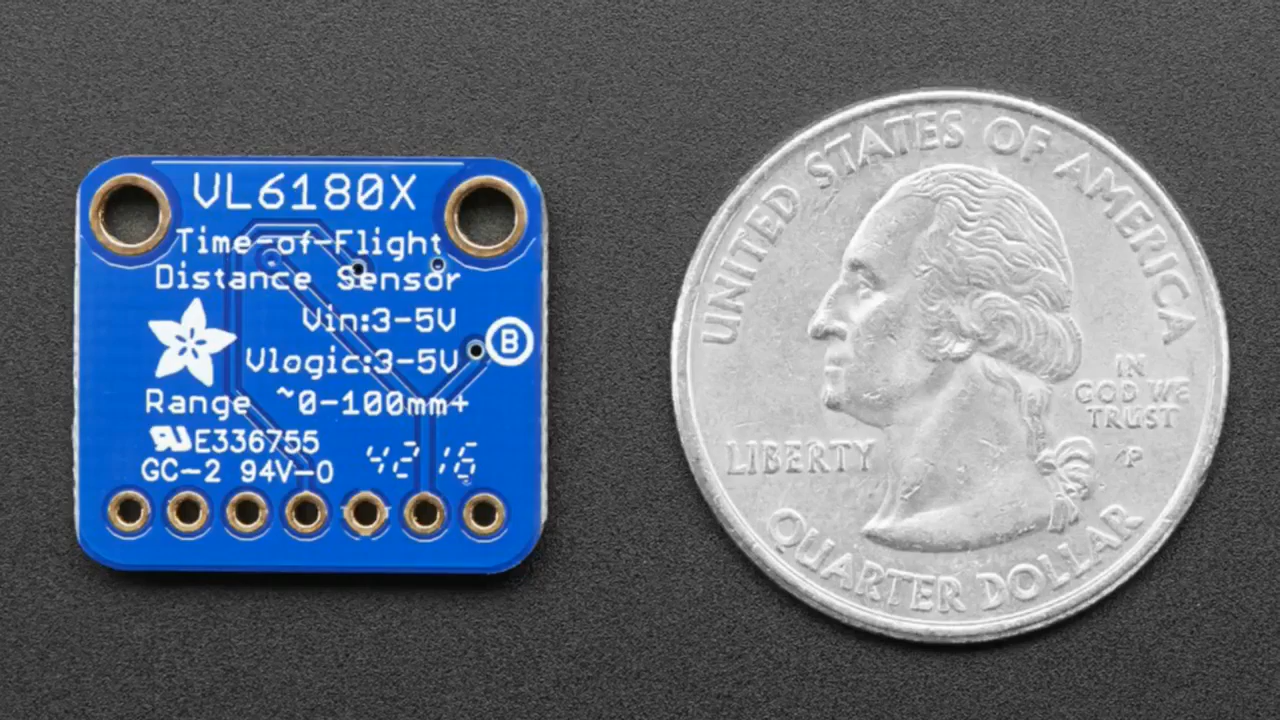 VL6180X
Time-of-Flight
Distance Sensor
Vin:3-5V
Vlogic:3-5V
B
Range ~0-100mm+
E336755
GC-2 94V-0
4216
UNITED STATES OF AMERICA
IN
GOD WE
TRUST
LIBERTY
P
QUARTER DOLLAR